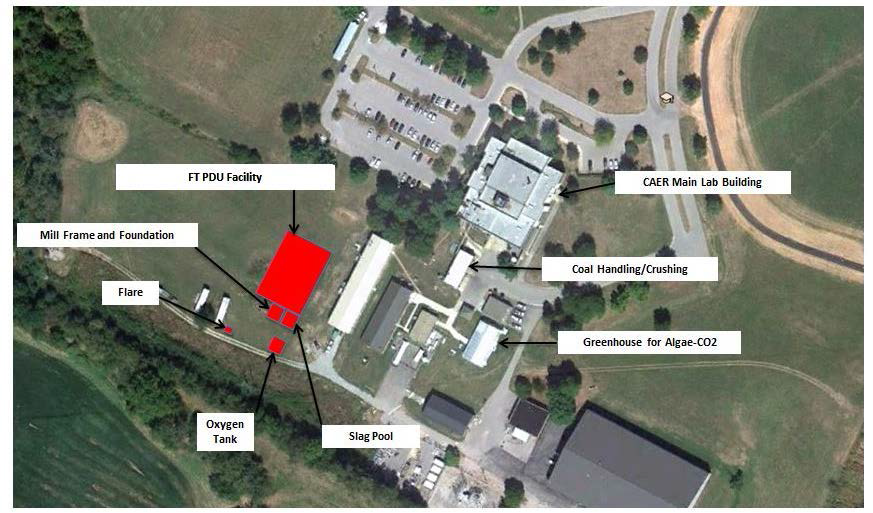 FT PDU Facility
CAER Main Lab Building
Mill Frame and Foundation
Coal Handling/Crushing
Flare
Greenhouse for Algae-CO2
Oxygen
Tank
Slag Pool